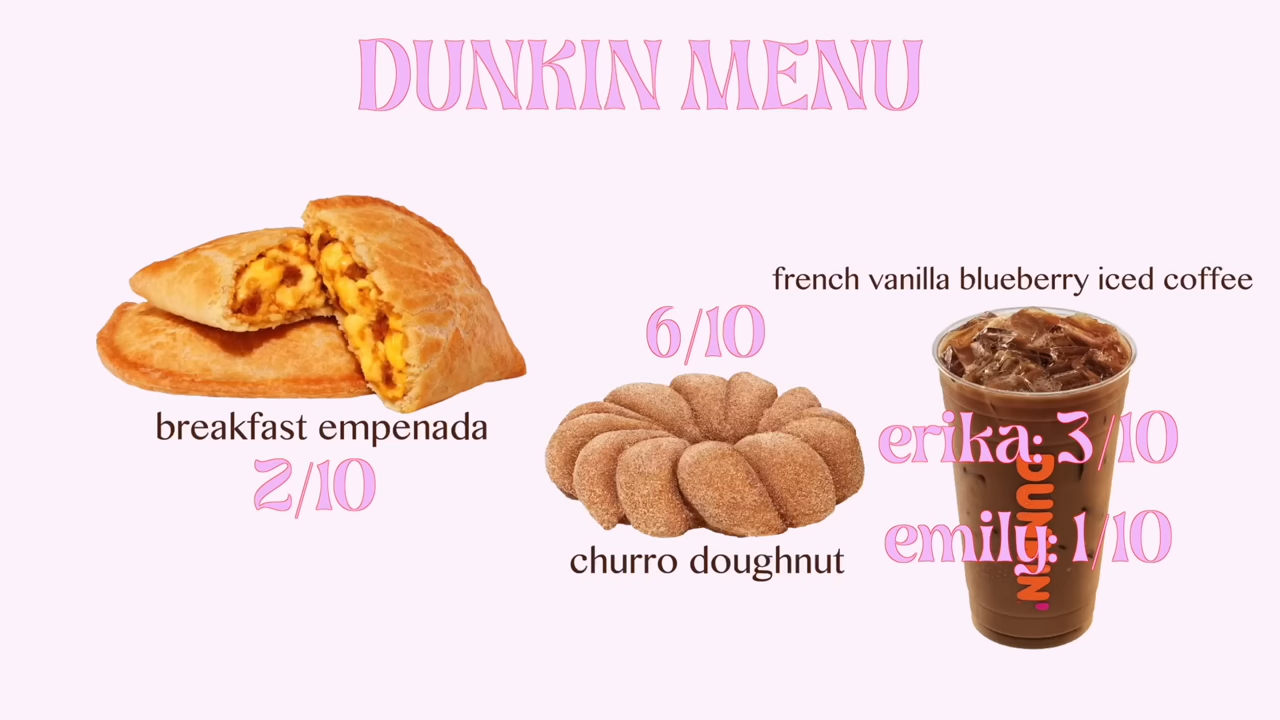 DUNKIN MENU
breakfast empenada
2/10
6/10
churro doughnut
french vanilla blueberry iced coffee
erika: 3/10
emily: 1/10
DUNKIN'